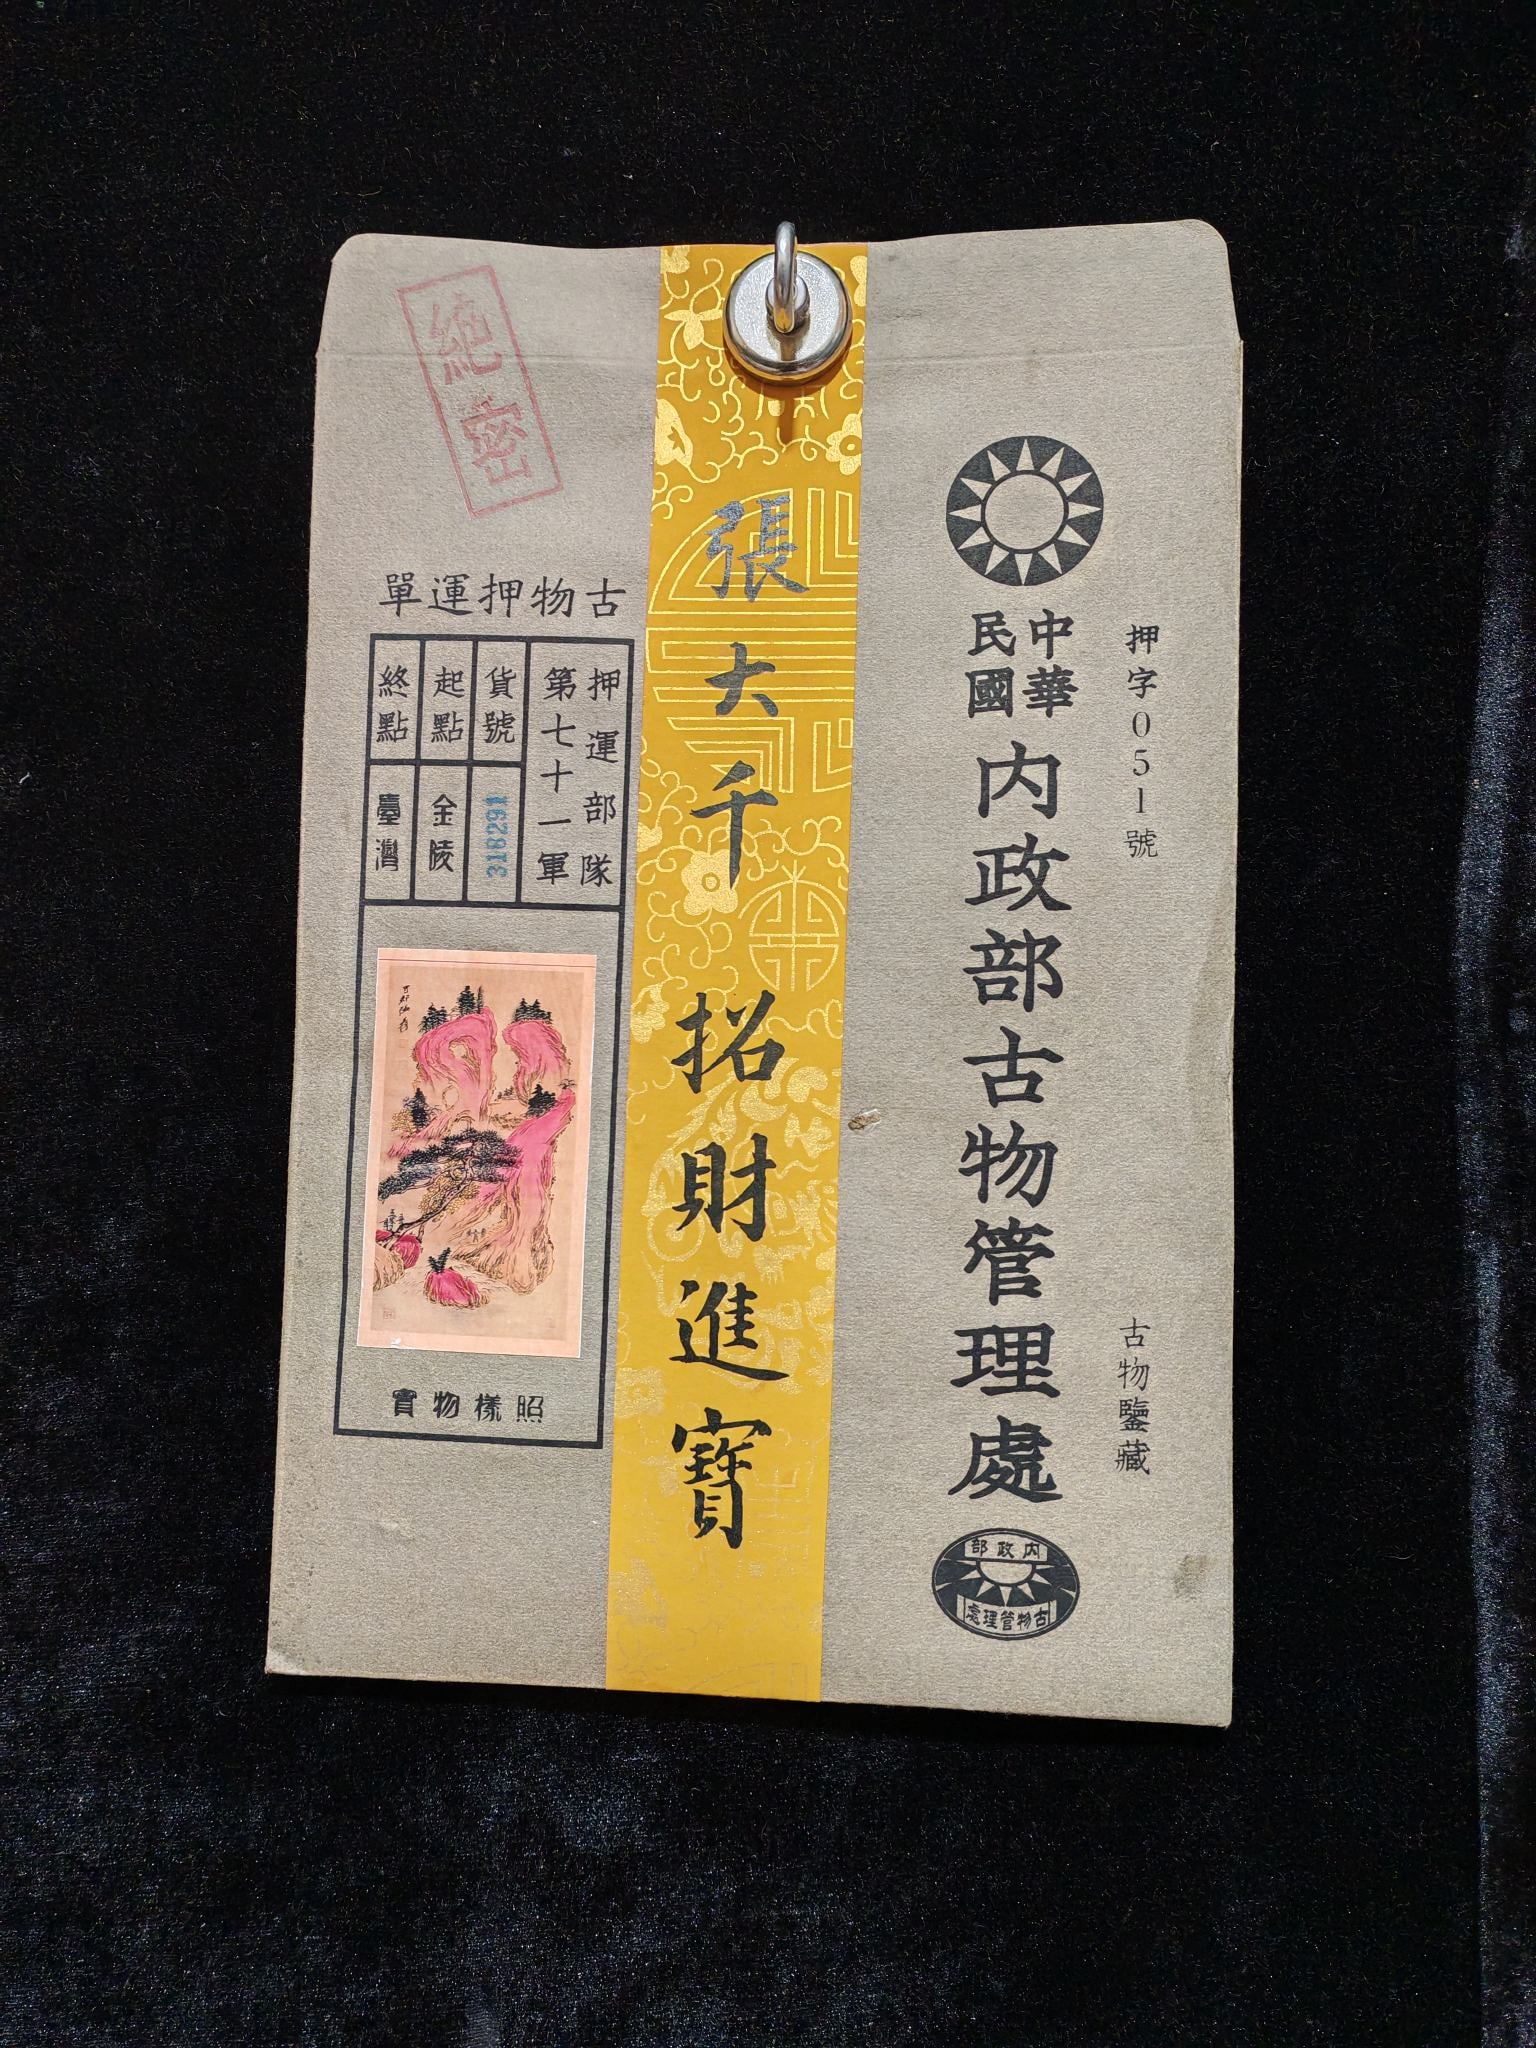 押字051號
古物鑒藏
中華
民國
內政部古物管理處
內政部
古物管理處
張大千 招財進寶
絕密
古物押運單
押運部隊
第七十一軍
貨號
318291
起點
金陵
終點
臺灣
照樣物實